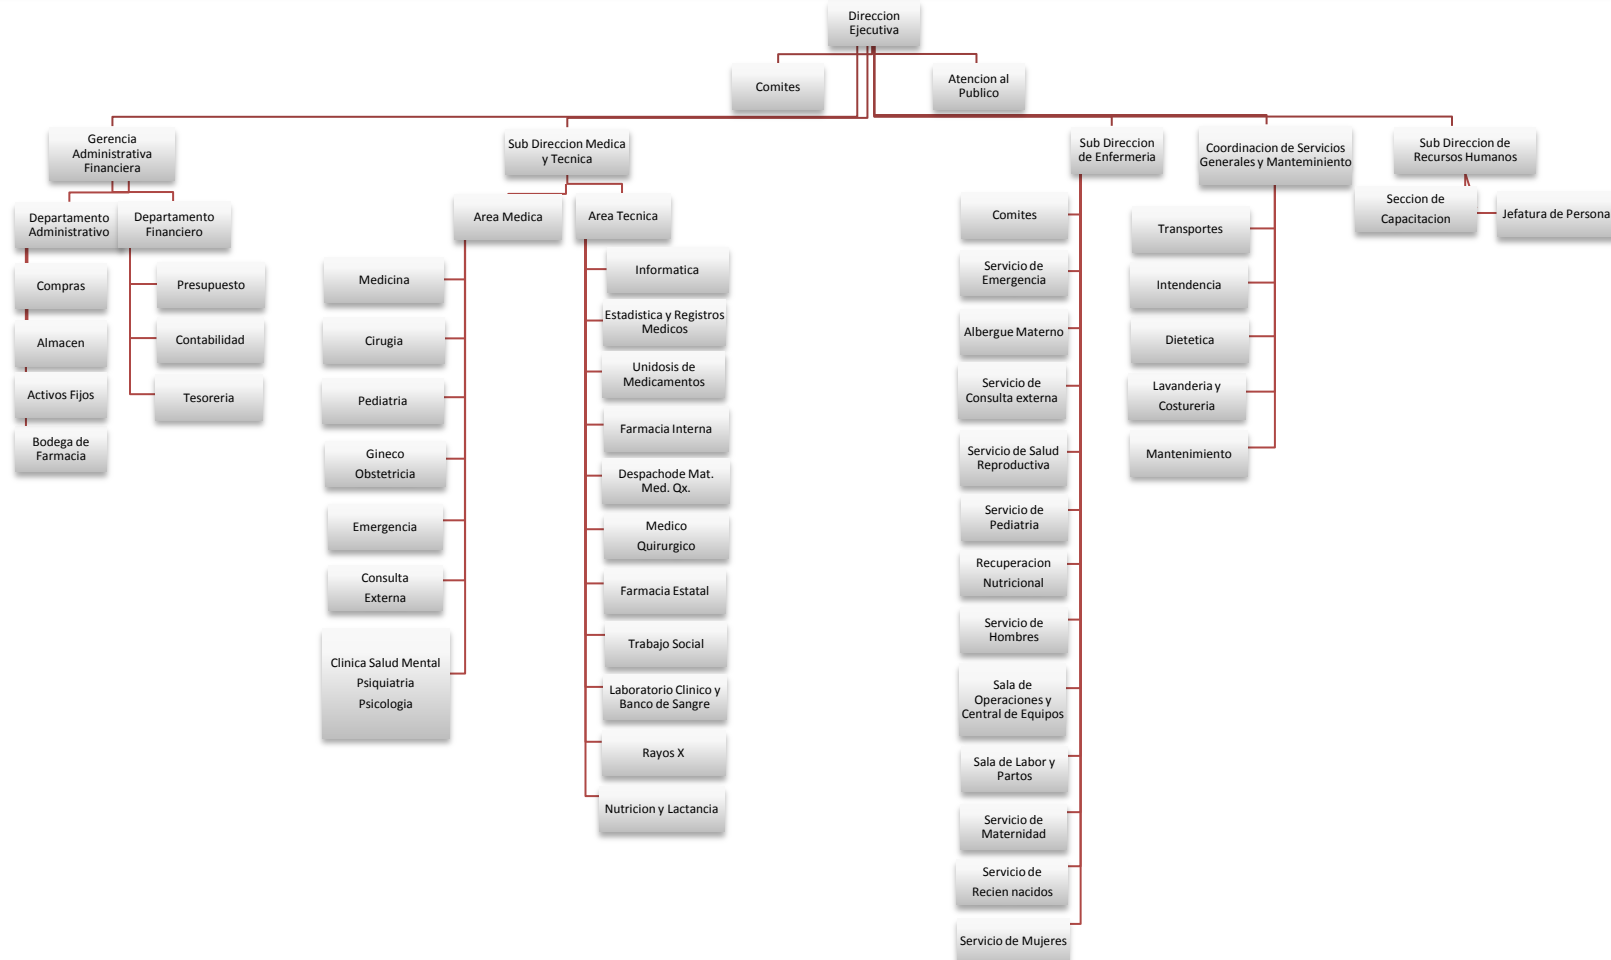 Direccion
Ejecutiva
Comites
Atencion al
Publico
Gerencia
Administrativa
Financiera
Sub Direccion Medica
y Tecnica
Sub Direccion
de Enfermeria
Coordinacion de Servicios
Generales y Manteminiento
Sub Direccion de
Recursos Humanos
Departamento
Administrativo
Departamento
Financiero
Compras
Almacen
Activos Fijos
Bodega de
Farmacia
Presupuesto
Contabilidad
Tesoreria
Area Medica
Area Tecnica
Medicina
Cirugia
Pediatria
Gineco
Obstetricia
Emergencia
Consulta
Externa
Clinica Salud Mental
Psiquiatria
Psicologia
Informatica
Estadistica y Registros
Medicos
Unidosis de
Medicamentos
Farmacia Interna
Despachode Mat.
Med. Qx.
Medico
Quirurgico
Farmacia Estatal
Trabajo Social
Laboratorio Clinico y
Banco de Sangre
Rayos X
Nutricion y Lactancia
Comites
Servicio de
Emergencia
Albergue Materno
Servicio de
Consulta externa
Servicio de Salud
Reproductiva
Servicio de
Pediatria
Recuperacion
Nutricional
Servicio de
Hombres
Sala de
Operaciones y
Central de Equipos
Sala de Labor y
Partos
Servicio de
Maternidad
Servicio de
Recien nacidos
Servicio de Mujeres
Transportes
Intendencia
Dietetica
Lavanderia y
Costureria
Mantenimiento
Seccion de
Capacitacion
Jefatura de Persona